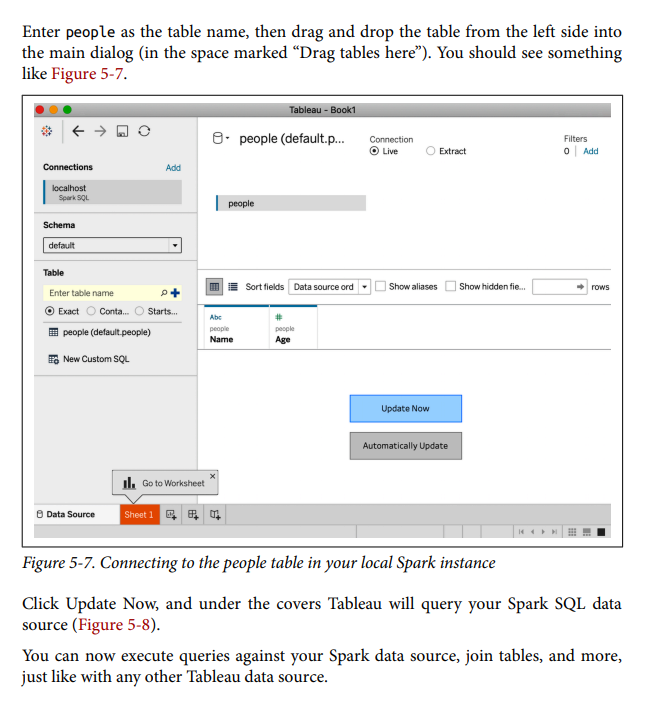 Enter people as the table name, then drag and drop the table from the left side into
the main dialog (in the space marked “Drag tables here”). You should see something
like Figure 5-7.
Tableau - Book1
people (default.p...
Connection
Live
Extract
Filters
0
Add
Connections
Add
localhost
Spark SQL
people
Schema
default
Table
Enter table name
Exact
Conta...
Starts...
people (default.people)
New Custom SQL
Sort fields
Data source ord
Show aliases
Show hidden fie...
rows
Abc
people
Name
#
people
Age
Update Now
Automatically Update
Go to Worksheet
×
Data Source
Sheet 1
Figure 5-7. Connecting to the people table in your local Spark instance
Click Update Now, and under the covers Tableau will query your Spark SQL data
source (Figure 5-8).
You can now execute queries against your Spark data source, join tables, and more,
just like with any other Tableau data source.